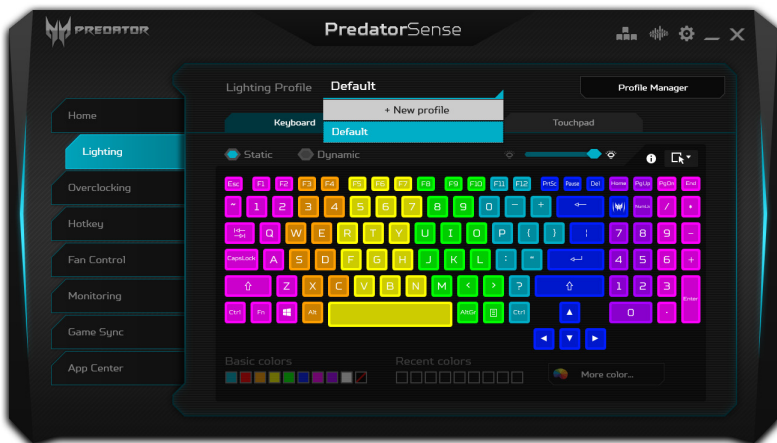 PREDATOR
PredatorSense
Lighting Profile Default Profile Manager
+ New profile
Default
Keyboard Touchpad
Home
Lighting
Overclocking
Hotkey
Fan Control
Monitoring
Game Sync
App Center
Static Dynamic
Esc F1 F2 F3 F4 F5 F6 F7 F8 F9 F10 F11 F12 PrtSc Pause Del Home PgUp PgDn End
~ 1 2 3 4 5 6 7 8 9 0 - + NumLk / *
Q W E R T Y U I O P { } ¦ 7 8 9 -
CapsLock A S D F G H J K L : " 4 5 6 +
Z X C V B N M < > ? 1 2 3 Enter
Ctrl Fn Alt AltGr Ctrl 0 .
Basic colors Recent colors
More color...